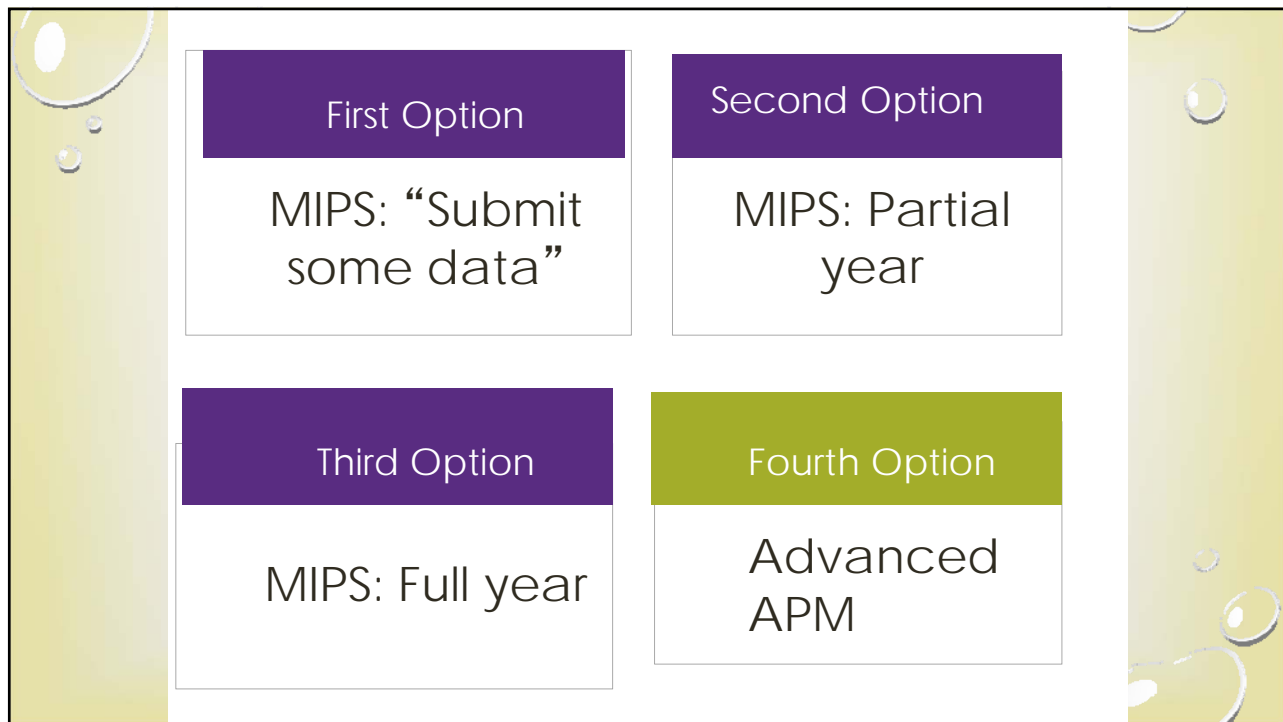 First Option
MIPS: “Submit
some data”
Second Option
MIPS: Partial
year
Third Option
MIPS: Full year
Fourth Option
Advanced
APM